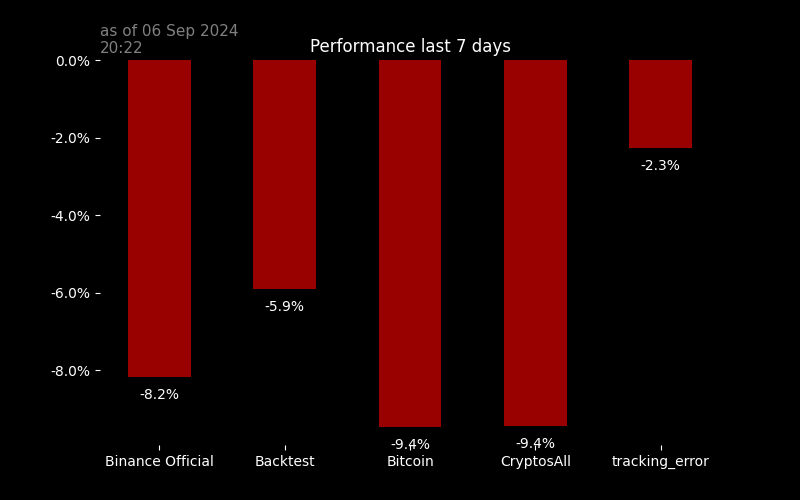 as of 06 Sep 2024
20:22
Performance last 7 days
0.0%
-2.0%
-4.0%
-6.0%
-8.0%
-8.2%
-5.9%
-9.4%
-9.4%
-2.3%
Binance Official
Backtest
Bitcoin
CryptosAll
tracking_error